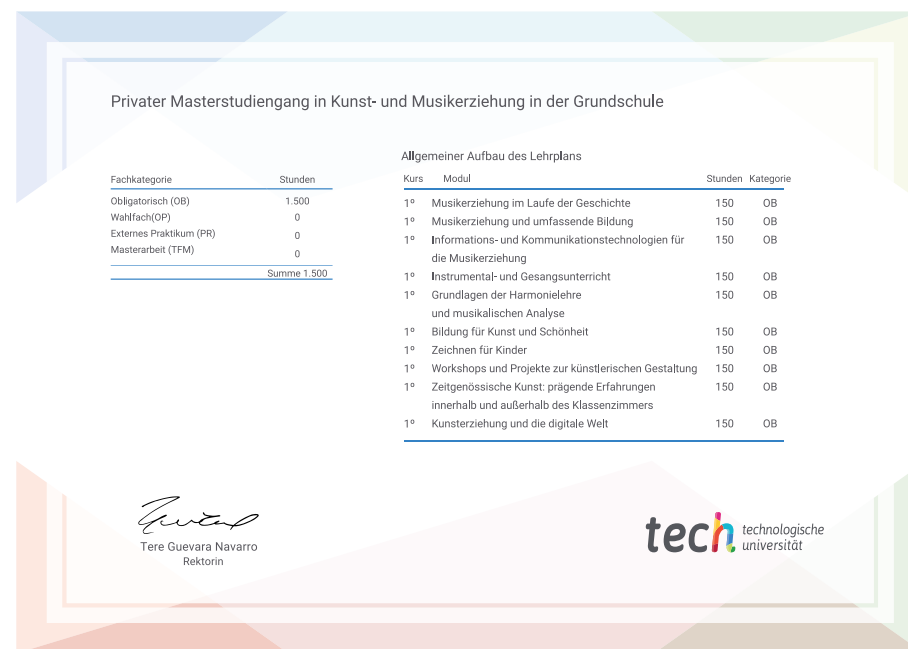 Privater Masterstudiengang in Kunst- und Musikerziehung in der Grundschule
Fachkategorie Stunden
Obligatorisch (OB) 1.500
Wahlfach(OP) 0
Externes Praktikum (PR) 0
Masterarbeit (TFM) 0
Summe 1.500
Allgemeiner Aufbau des Lehrplans
Kurs Modul Stunden Kategorie
1º Musikerziehung im Laufe der Geschichte 150 OB
1º Musikerziehung und umfassende Bildung 150 OB
1º Informations- und Kommunikationstechnologien für 150 OB
die Musikerziehung
1º Instrumental- und Gesangsunterricht 150 OB
1º Grundlagen der Harmonielehre 150 OB
und musikalischen Analyse
1º Bildung für Kunst und Schönheit 150 OB
1º Zeichnen für Kinder 150 OB
1º Workshops und Projekte zur künstlerischen Gestaltung 150 OB
1º Zeitgenössische Kunst: prägende Erfahrungen 150 OB
innerhalb und außerhalb des Klassenzimmers
1º Kunsterziehung und die digitale Welt 150 OB
Tere Guevara Navarro
Rektorin
tech technologische
universität